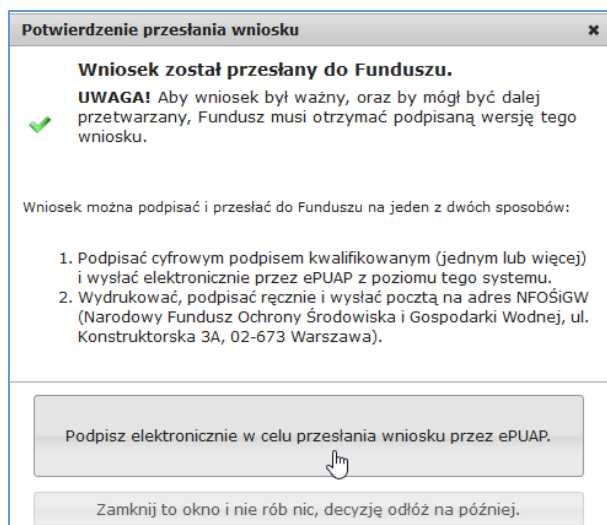 Potwierdzenie przesłania wniosku
Wniosek został przesłany do Funduszu.
UWAGA! Aby wniosek był ważny, oraz by mógł być dalej
przetwarzany, Fundusz musi otrzymać podpisaną wersję tego
wniosku.
Wniosek można podpisać i przesłać do Funduszu na jeden z dwóch sposobów:
1. Podpisać cyfrowym podpisem kwalifikowanym (jednym lub więcej)
i wysłać elektronicznie przez ePUAP z poziomu tego systemu.
2. Wydrukować, podpisać ręcznie i wysłać pocztą na adres NFOŚiGW
(Narodowy Fundusz Ochrony Środowiska i Gospodarki Wodnej, ul.
Konstruktorska 3A, 02-673 Warszawa).
Podpisz elektronicznie w celu przesłania wniosku przez ePUAP.
Zamknij to okno i nie rób nic, decyzję odłóż na później.